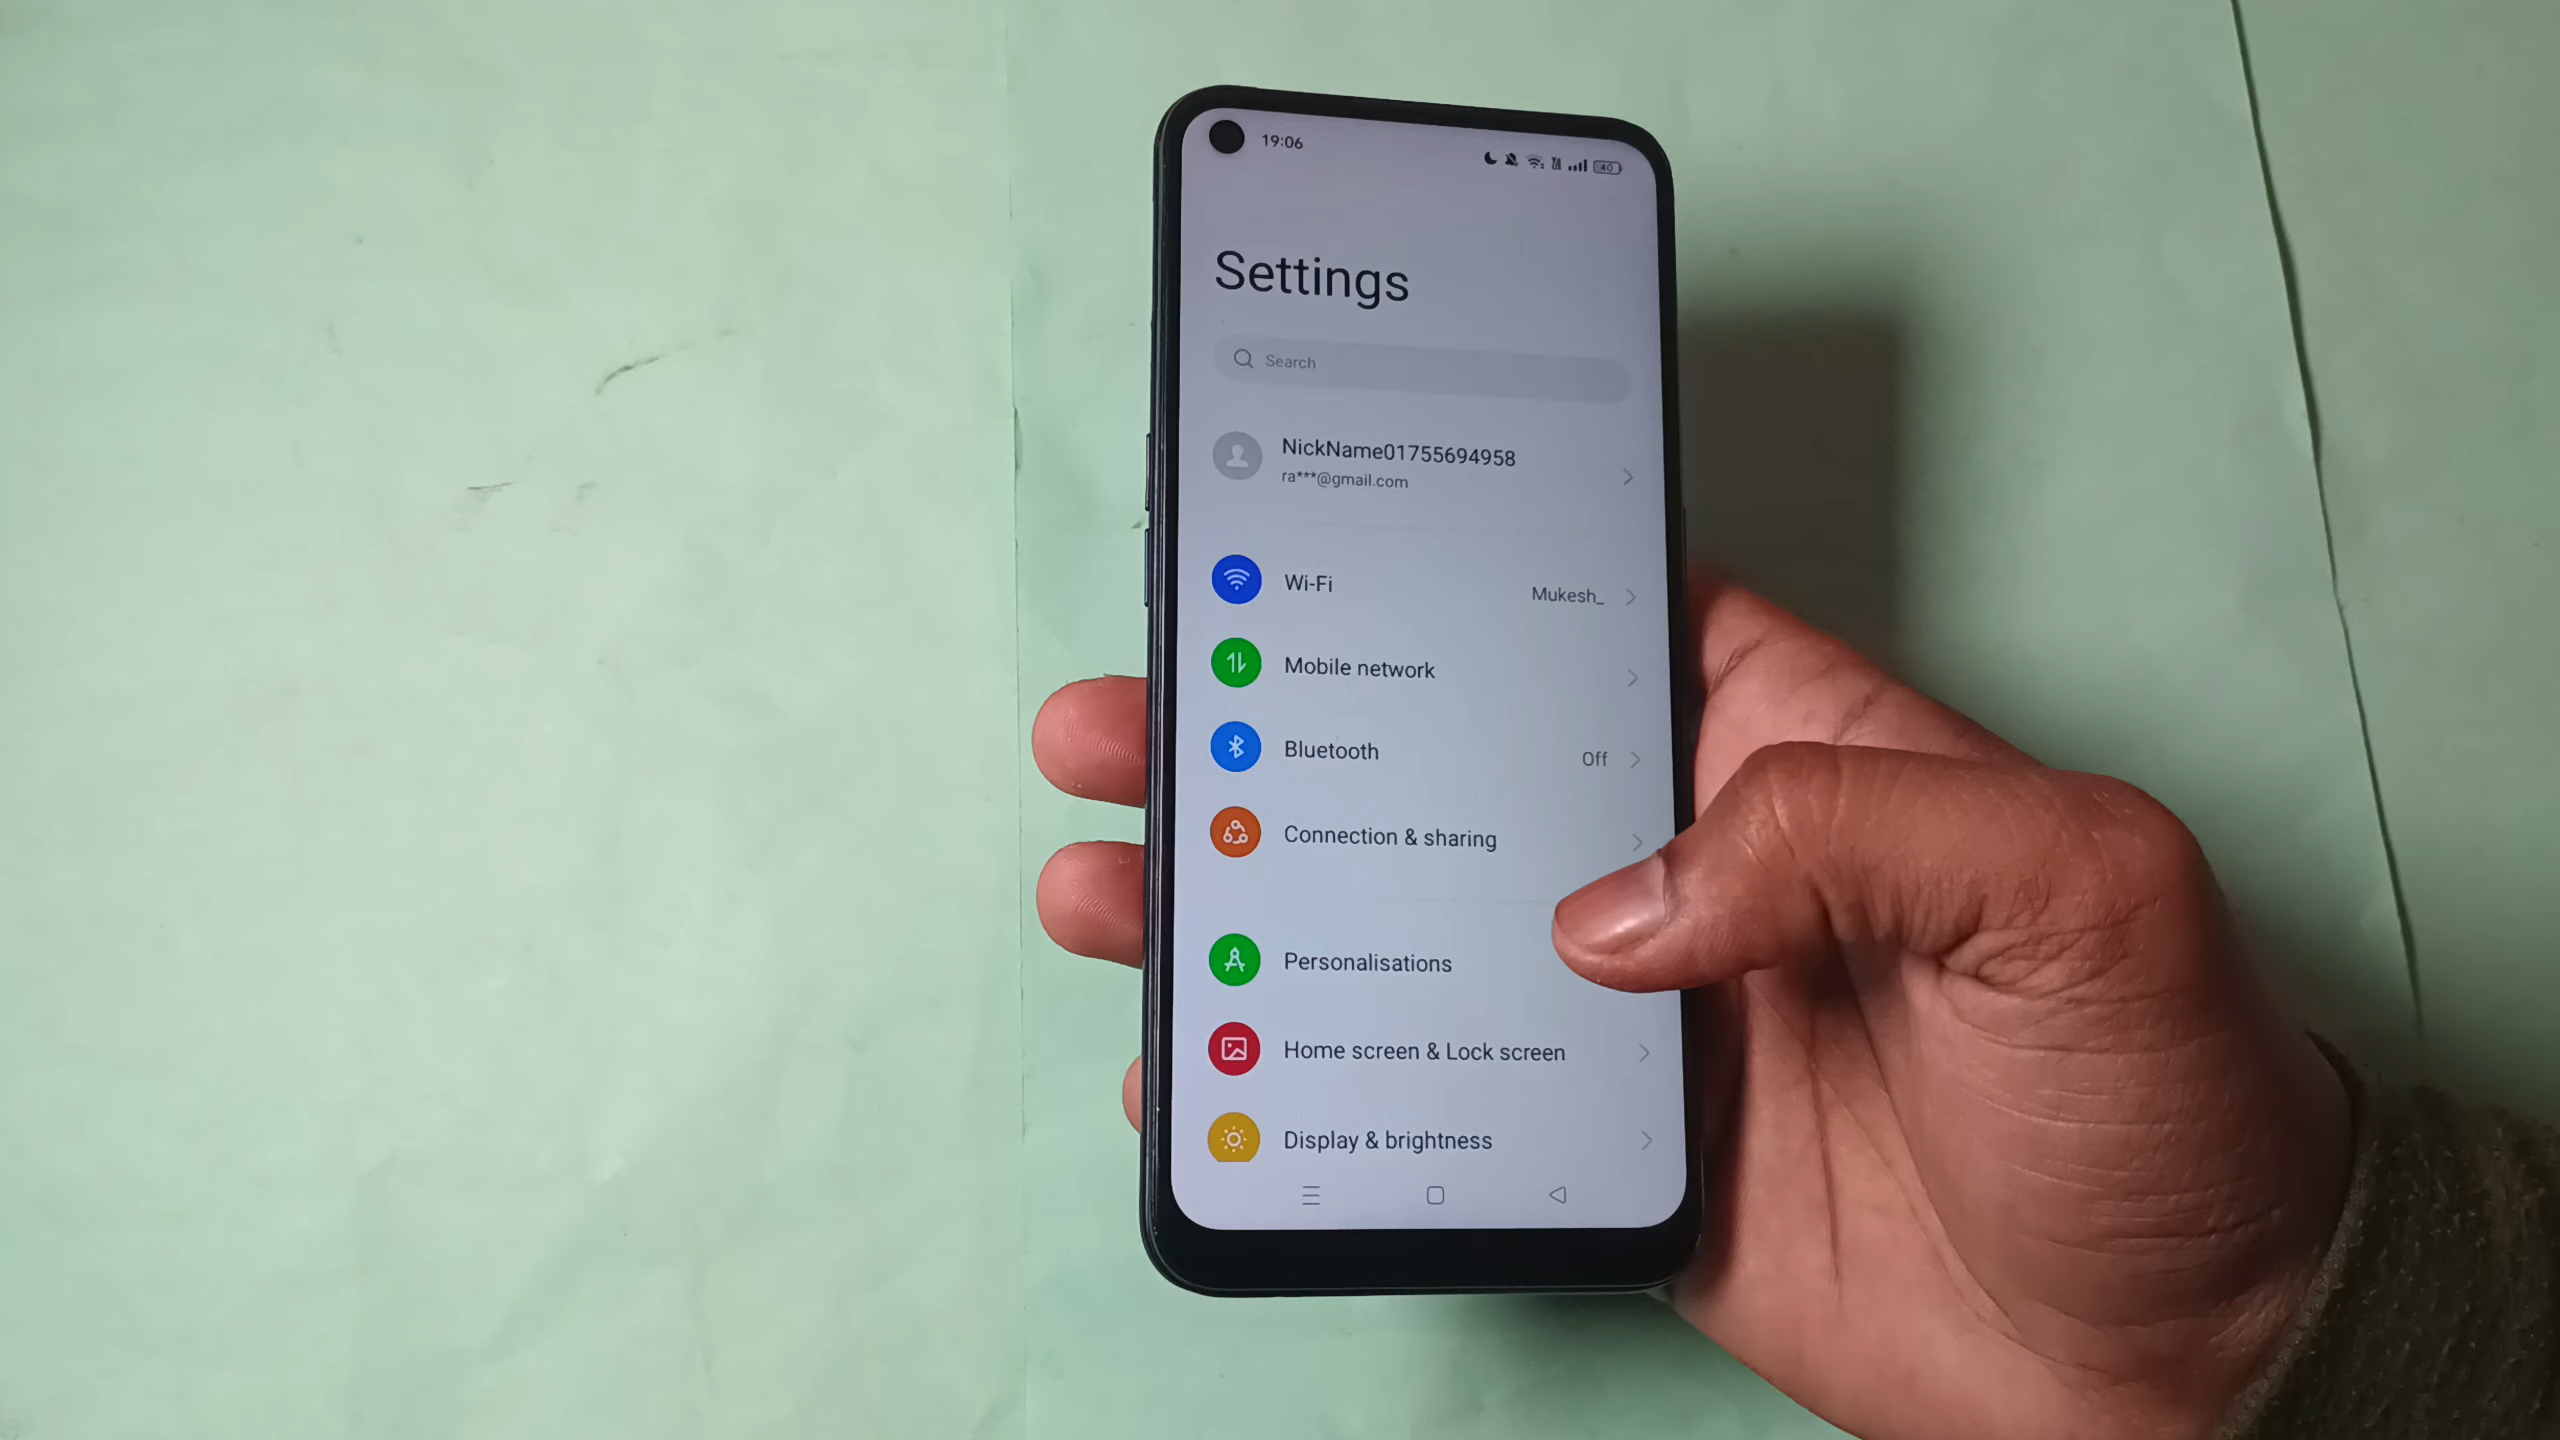 19:06
40
Settings
Search
NickName01755694958
ra***@gmail.com
Wi-Fi Mukesh_
Mobile network
Bluetooth Off
Connection & sharing
Personalisations
Home screen & Lock screen
Display & brightness